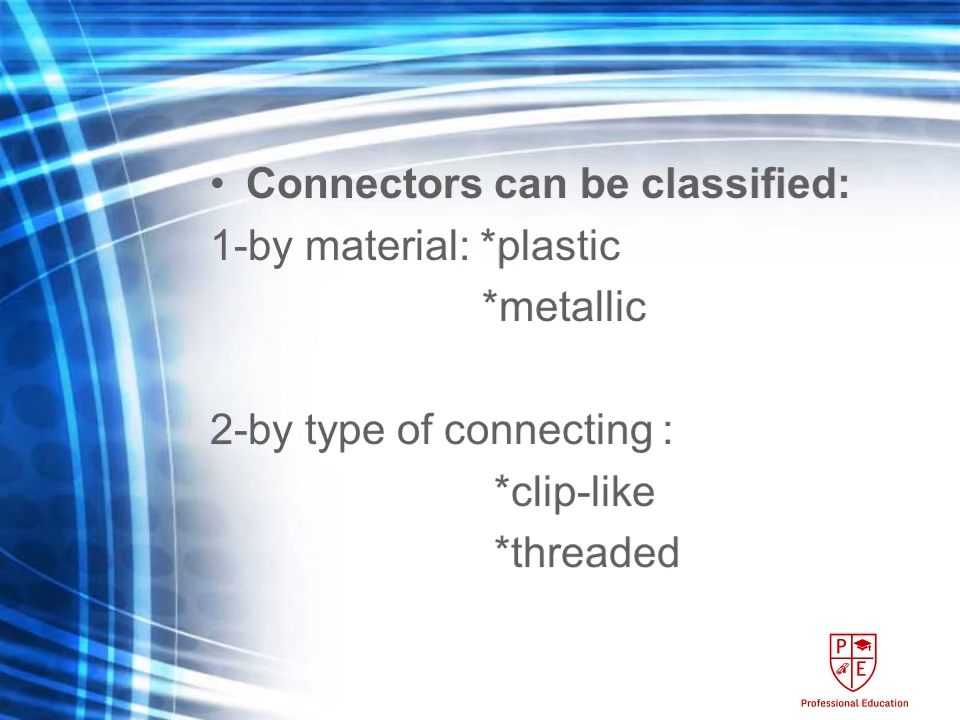 • Connectors can be classified:
1-by material: *plastic
*metallic
2-by type of connecting :
*clip-like
*threaded
P
E
Professional Education